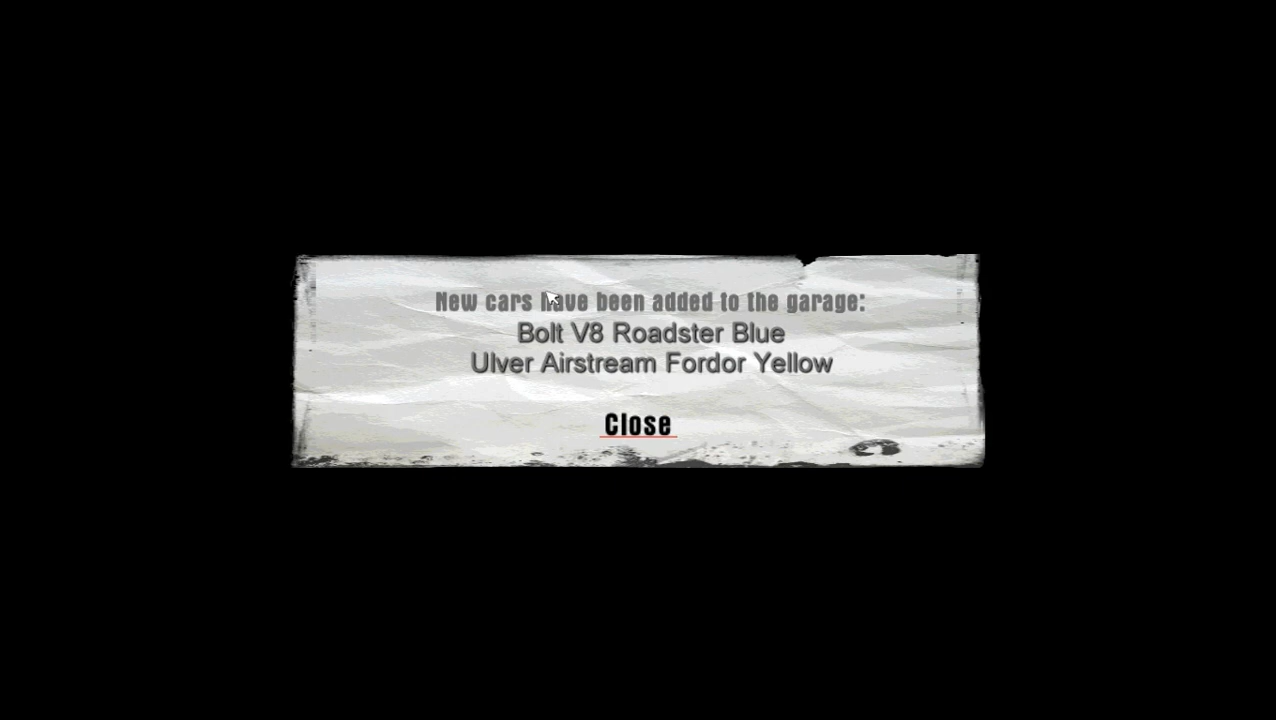 New cars have been added to the garage:
Bolt V8 Roadster Blue
Ulver Airstream Fordor Yellow
Close